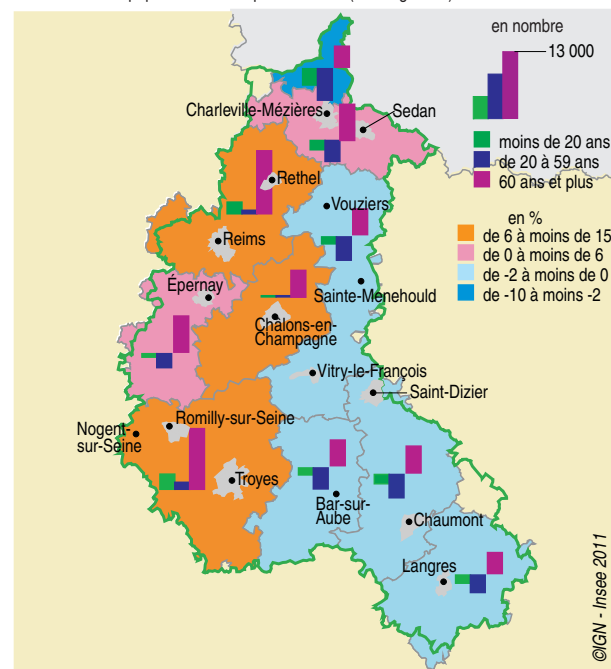 en nombre
13 000
moins de 20 ans
de 20 à 59 ans
60 ans et plus
en %
de 6 à moins de 15
de 0 à moins de 6
de -2 à moins de 0
de -10 à moins -2
Charleville-Mézières
Sedan
Rethel
Vouziers
Reims
Épernay
Sainte-Menehould
Châlons-en-
Champagne
Vitry-le-François
Saint-Dizier
Romilly-sur-Seine
Nogent-
sur-Seine
Troyes
Bar-sur-
Aube
Chaumont
Langres
©IGN - Insee 2011